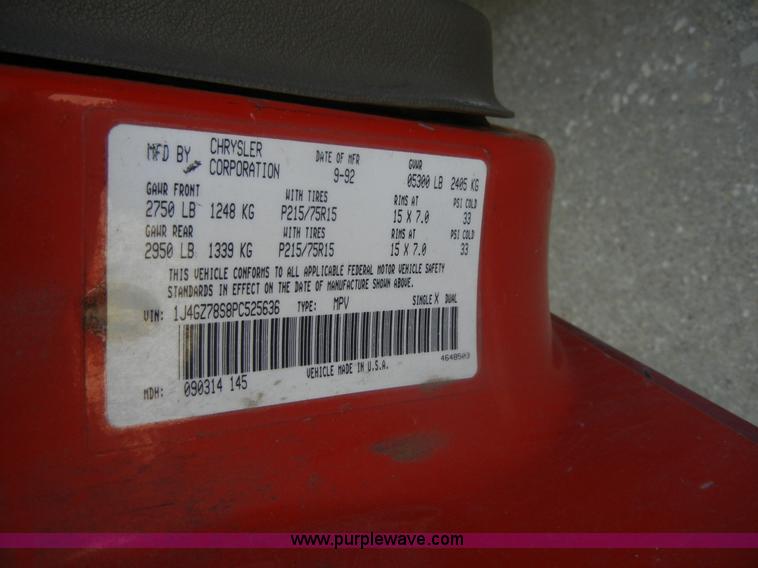 MFD BY CHRYSLER CORPORATION DATE OF MFR 9-92 GVWR 05300 LB 2405 KG
GAWR FRONT WITH TIRES RIMS AT PSI COLD
2750 LB 1248 KG P215/75R15 15 X 7.0 33
GAWR REAR WITH TIRES RIMS AT PSI COLD
2950 LB 1339 KG P215/75R15 15 X 7.0 33
THIS VEHICLE CONFORMS TO ALL APPLICABLE FEDERAL MOTOR VEHICLE SAFETY
STANDARDS IN EFFECT ON THE DATE OF MANUFACTURE SHOWN ABOVE.
VIN: 1J4GZ78S8PC525636 TYPE: MPV SINGLE X DUAL
4648503
MDH: 090314 145 VEHICLE MADE IN U.S.A.
www.purplewave.com